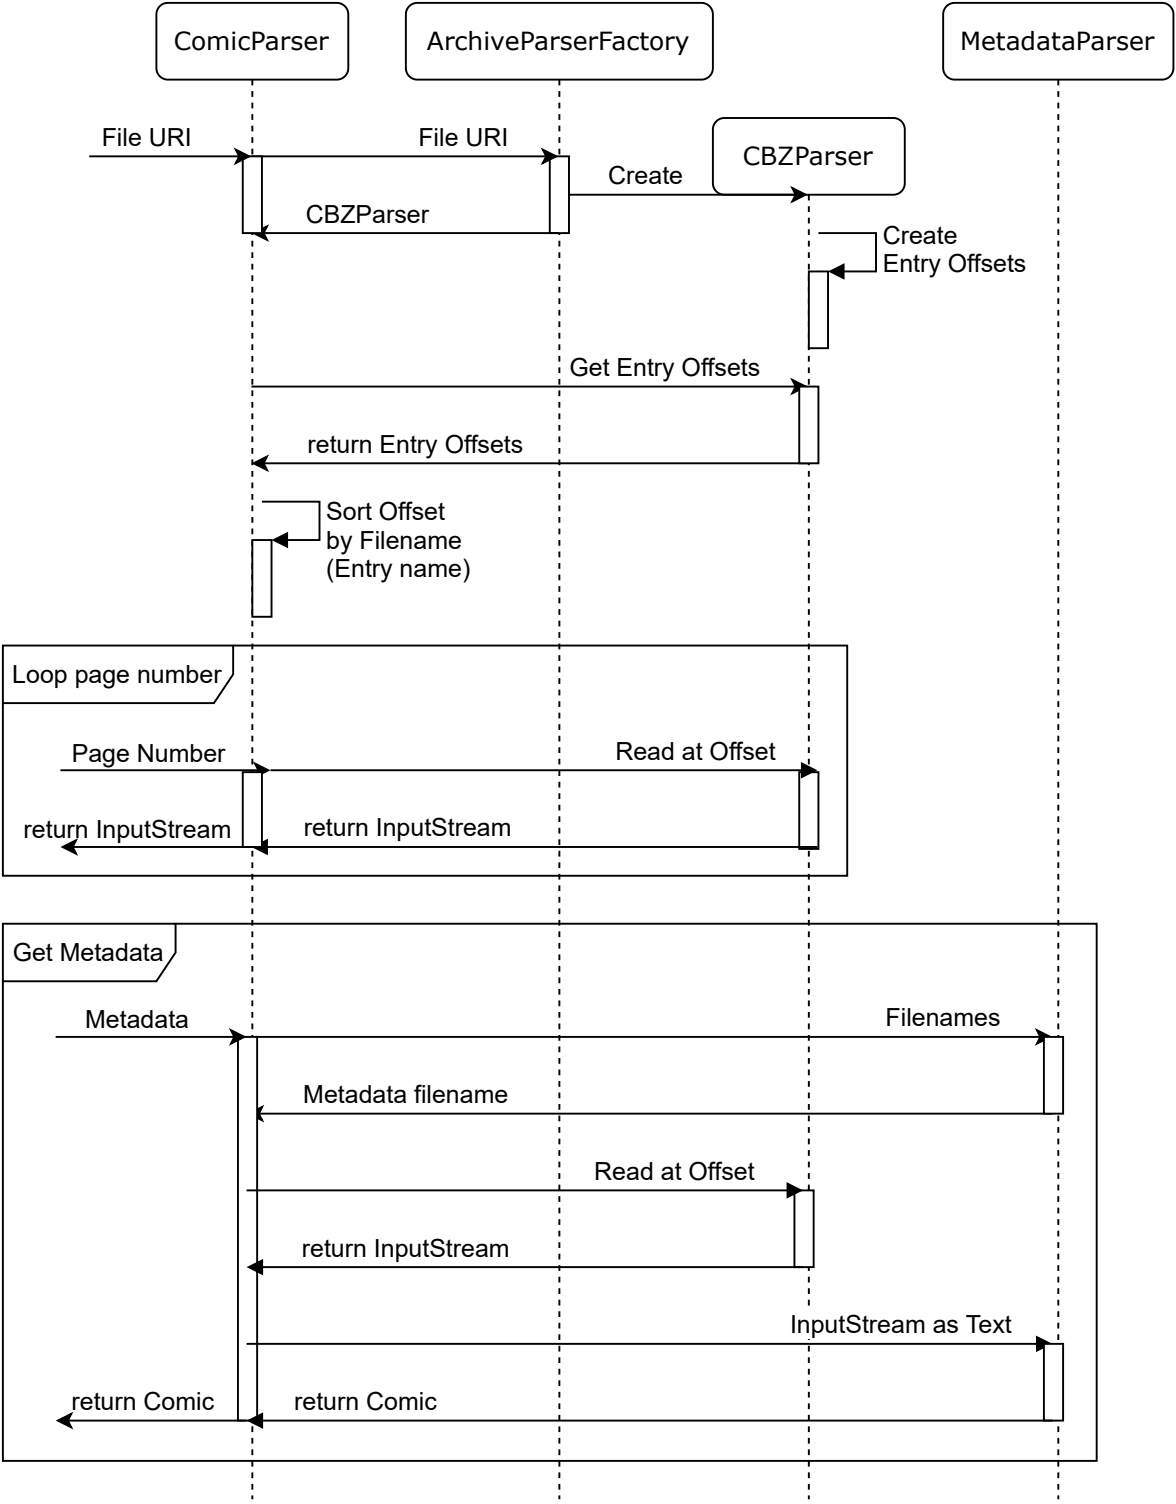 ComicParser
ArchiveParserFactory
MetadataParser
File URI
File URI
CBZParser
Create
CBZParser
Create
Entry Offsets
Get Entry Offsets
return Entry Offsets
Sort Offset
by Filename
(Entry name)
Loop page number
Page Number
Read at Offset
return InputStream
return InputStream
Get Metadata
Metadata
Filenames
Metadata filename
Read at Offset
return InputStream
InputStream as Text
return Comic
return Comic